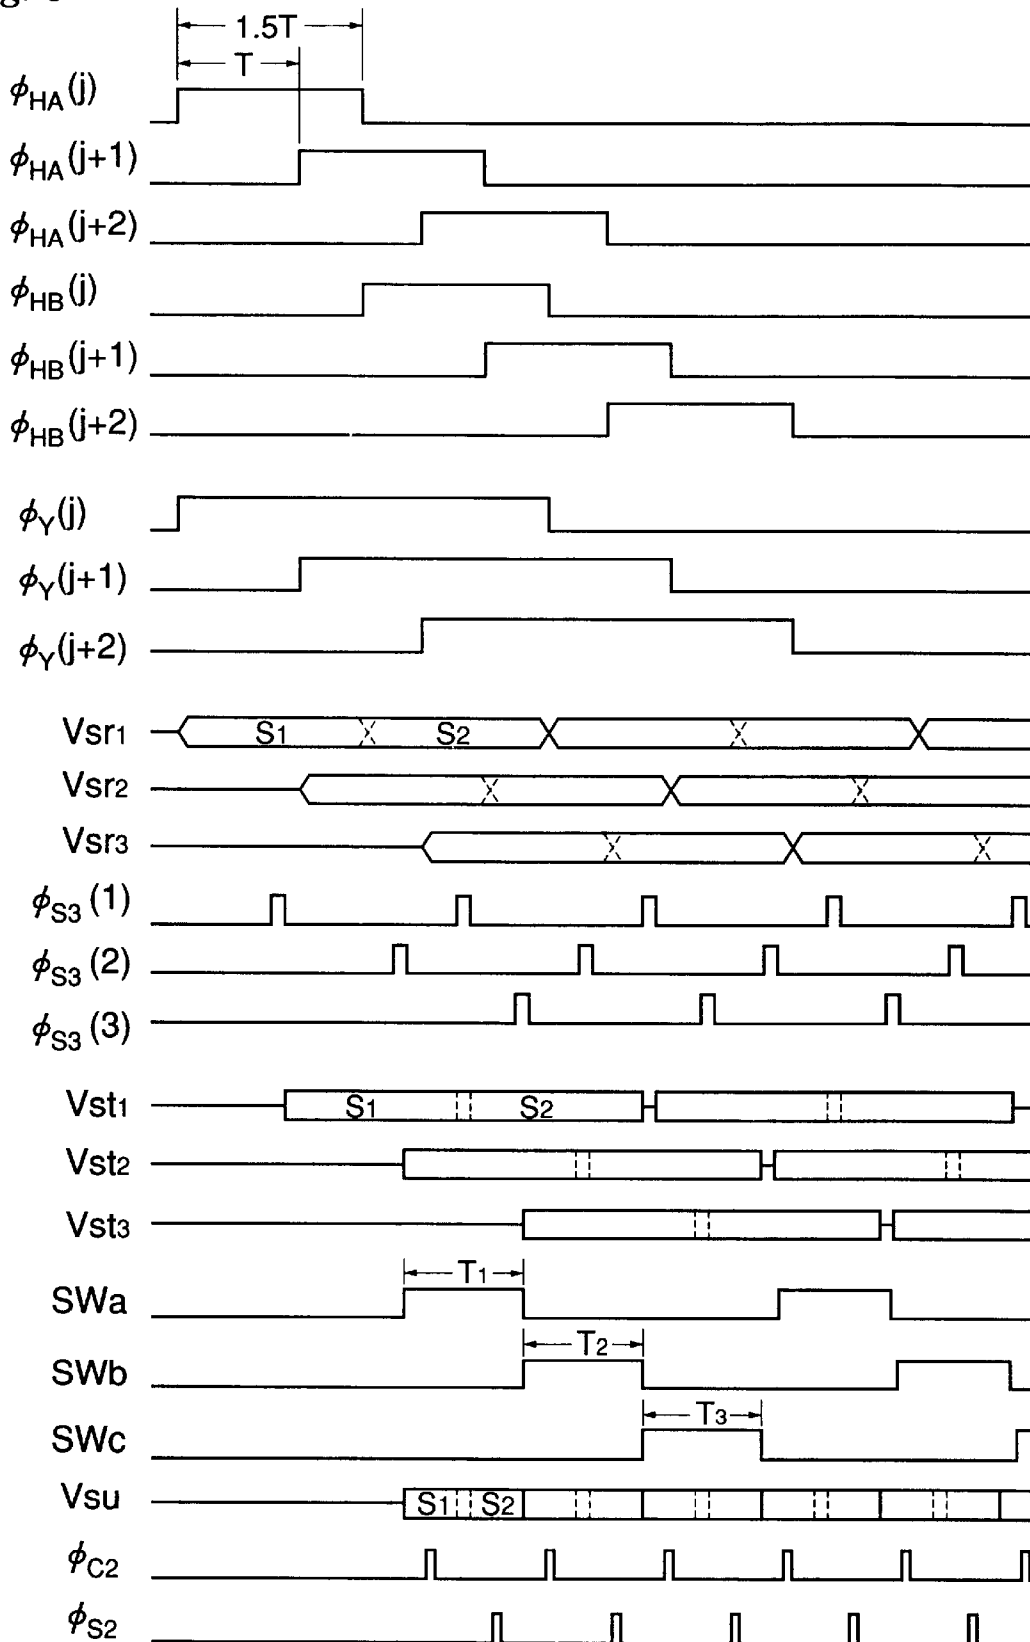 1.5T
T
ϕHA(j)
ϕHA(j+1)
ϕHA(j+2)
ϕHB(j)
ϕHB(j+1)
ϕHB(j+2)
ϕY(j)
ϕY(j+1)
ϕY(j+2)
Vsr1 S1 S2
Vsr2
Vsr3
ϕS3(1)
ϕS3(2)
ϕS3(3)
Vst1 S1 S2
Vst2
Vst3
T1
SWa
T2
SWb
T3
SWc
Vsu S1 S2
ϕC2
ϕS2